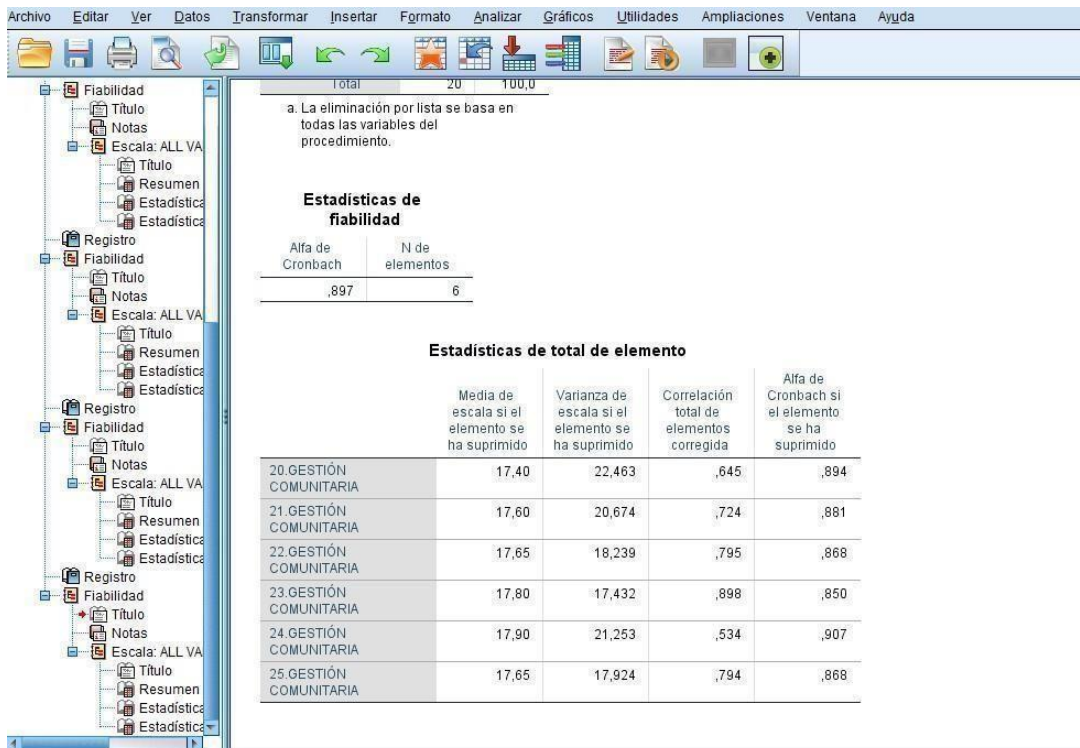 Archivo Editar Ver Datos Transformar Insertar Formato Analizar Gráficos Utilidades Ampliaciones Ventana Ayuda
Fiabilidad
Título
Notas
Escala: ALL VA
Título
Resumen
Estadística
Estadística
Registro
Fiabilidad
Título
Notas
Escala: ALL VA
Título
Resumen
Estadística
Estadística
Registro
Fiabilidad
Título
Notas
Escala: ALL VA
Título
Resumen
Estadística
Estadística
Registro
Fiabilidad
Título
Notas
Escala: ALL VA
Título
Resumen
Estadística
Estadística
Total 20 100,0
a. La eliminación por lista se basa en
todas las variables del
procedimiento.
Estadísticas de
fiabilidad
Alfa de N de
Cronbach elementos
,897 6
Estadísticas de total de elemento
Alfa de
Media de Varianza de Correlación Cronbach si
escala si el escala si el total de el elemento
elemento se elemento se elementos se ha
ha suprimido ha suprimido corregida suprimido
20.GESTIÓN 17,40 22,463 ,645 ,894
COMUNITARIA
21.GESTIÓN 17,60 20,674 ,724 ,881
COMUNITARIA
22.GESTIÓN 17,65 18,239 ,795 ,868
COMUNITARIA
23.GESTIÓN 17,80 17,432 ,898 ,850
COMUNITARIA
24.GESTIÓN 17,90 21,253 ,534 ,907
COMUNITARIA
25.GESTIÓN 17,65 17,924 ,794 ,868
COMUNITARIA